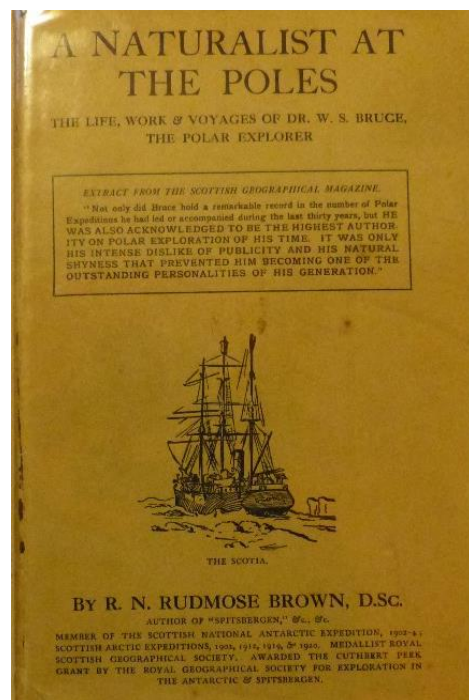 A NATURALIST AT
THE POLES
THE LIFE, WORK & VOYAGES OF DR. W. S. BRUCE,
THE POLAR EXPLORER
EXTRACT FROM THE SCOTTISH GEOGRAPHICAL MAGAZINE.
"Not only did Bruce hold a remarkable record in the number of Polar
Expeditions he had led or accompanied during the last thirty years, but HE
WAS ALSO ACKNOWLEDGED TO BE THE HIGHEST AUTHOR-
ITY ON POLAR EXPLORATION OF HIS TIME. IT WAS ONLY
HIS INTENSE DISLIKE OF PUBLICITY AND HIS NATURAL
SHYNESS THAT PREVENTED HIM BECOMING ONE OF THE
OUTSTANDING PERSONALITIES OF HIS GENERATION."
THE SCOTIA.
BY R. N. RUDMOSE BROWN, D.SC.
AUTHOR OF "SPITSBERGEN," &c., &c.
MEMBER OF THE SCOTTISH NATIONAL ANTARCTIC EXPEDITION, 1902-4;
SCOTTISH ARCTIC EXPEDITIONS, 1909, 1912, 1919, & 1920. MEDALLIST ROYAL
SCOTTISH GEOGRAPHICAL SOCIETY. AWARDED THE CUTHBERT PEEK
GRANT BY THE ROYAL GEOGRAPHICAL SOCIETY FOR EXPLORATION IN
THE ANTARCTIC & SPITSBERGEN.